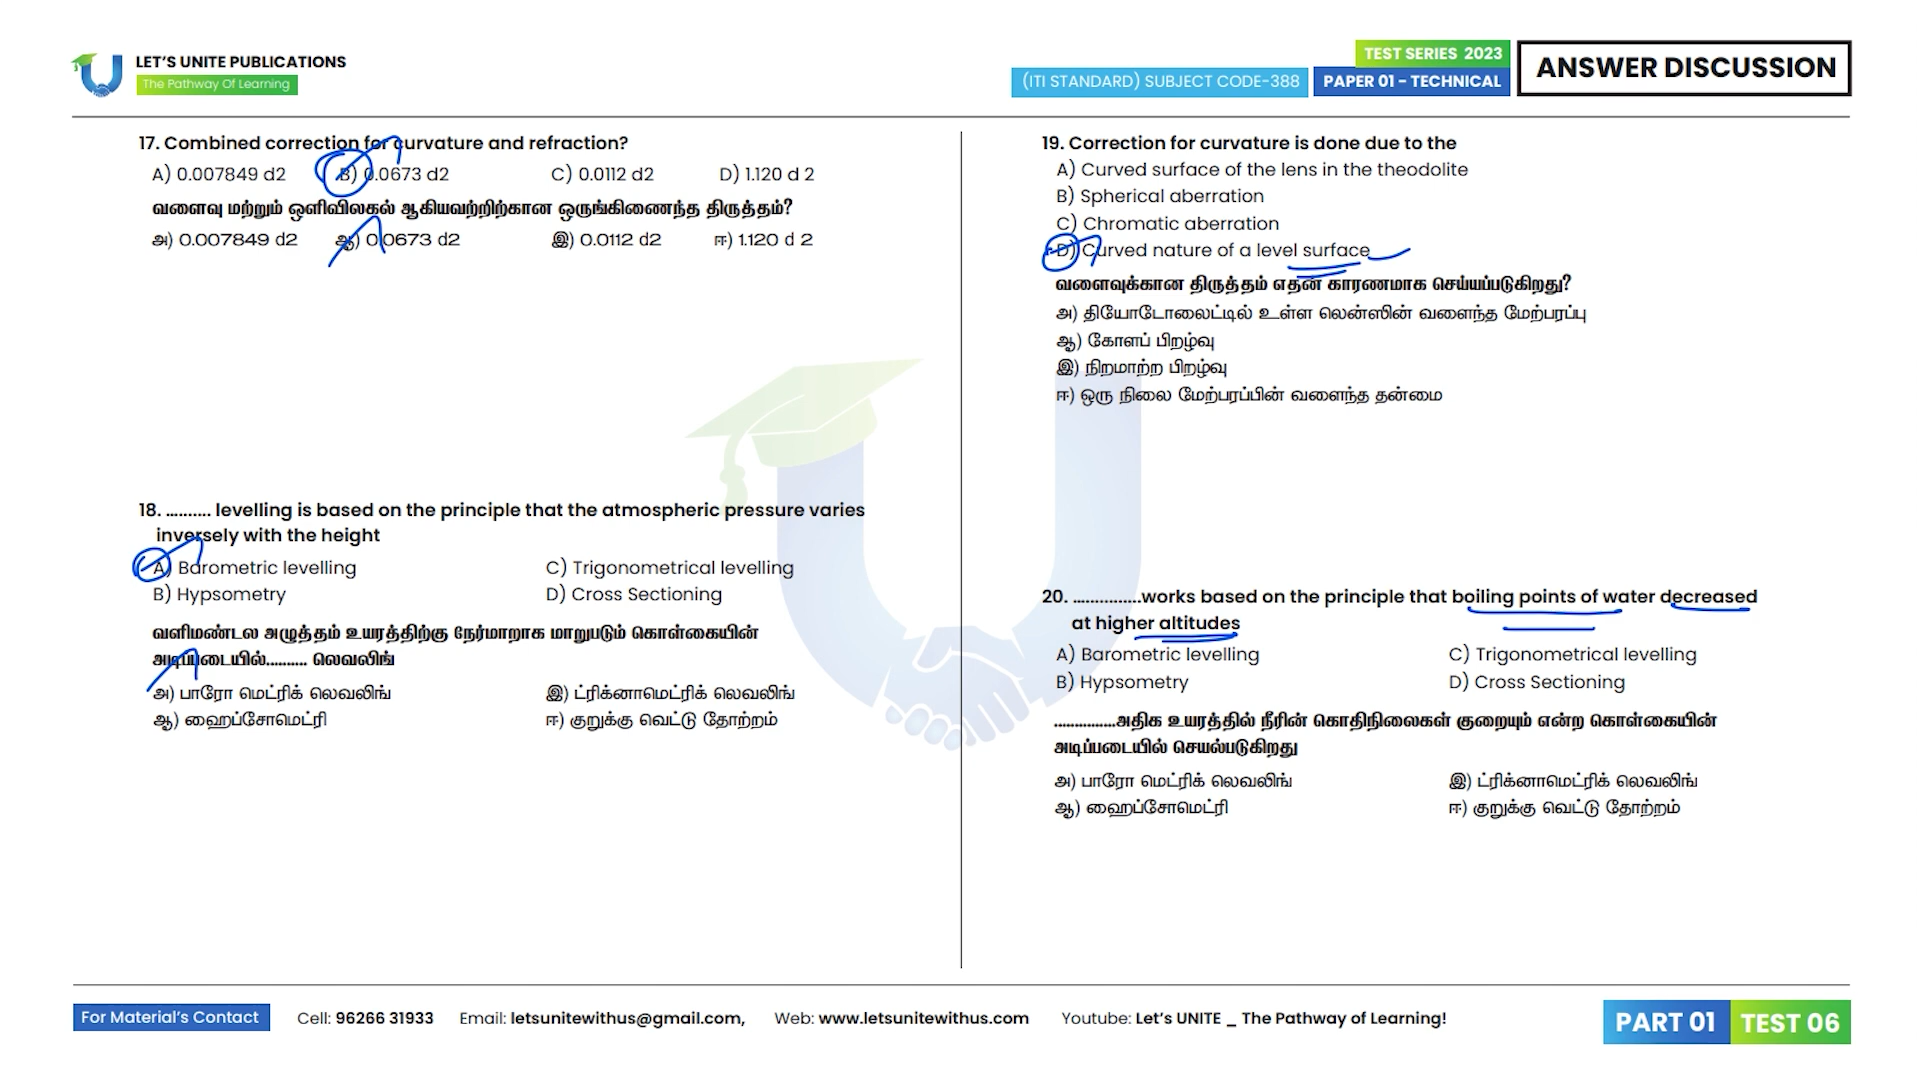 LET'S UNITE PUBLICATIONS
The Pathway Of Learning
TEST SERIES 2023
(ITI STANDARD) SUBJECT CODE-388
PAPER 01 - TECHNICAL
ANSWER DISCUSSION
17. Combined correction for curvature and refraction?
A) 0.007849 d2 B) 0.0673 d2 C) 0.0112 d2 D) 1.120 d 2
வளைவு மற்றும் ஒளிவிலகல் ஆகியவற்றிற்கான ஒருங்கிணைந்த திருத்தம்?
அ) 0.007849 d2 ஆ) 0.0673 d2 இ) 0.0112 d2 ஈ) 1.120 d 2
18. .......... levelling is based on the principle that the atmospheric pressure varies
inversely with the height
A) Barometric levelling C) Trigonometrical levelling
B) Hypsometry D) Cross Sectioning
வளிமண்டல அழுத்தம் உயரத்திற்கு நேர்மாறாக மாறுபடும் கொள்கையின்
அடிப்படையில்.......... லெவலிங்
அ) பாரோ மெட்ரிக் லெவலிங் இ) ட்ரிக்னாமெட்ரிக் லெவலிங்
ஆ) ஹைப்சோமெட்ரி ஈ) குறுக்கு வெட்டு தோற்றம்
19. Correction for curvature is done due to the
A) Curved surface of the lens in the theodolite
B) Spherical aberration
C) Chromatic aberration
D) Curved nature of a level surface
வளைவுக்கான திருத்தம் எதன் காரணமாக செய்யப்படுகிறது?
அ) தியோடோலைட்டில் உள்ள லென்ஸின் வளைந்த மேற்பரப்பு
ஆ) கோளப் பிறழ்வு
இ) நிறமாற்ற பிறழ்வு
ஈ) ஒரு நிலை மேற்பரப்பின் வளைந்த தன்மை
20. ................works based on the principle that boiling points of water decreased
at higher altitudes
A) Barometric levelling C) Trigonometrical levelling
B) Hypsometry D) Cross Sectioning
...............அதிக உயரத்தில் நீரின் கொதிநிலைகள் குறையும் என்ற கொள்கையின்
அடிப்படையில் செயல்படுகிறது
அ) பாரோ மெட்ரிக் லெவலிங் இ) ட்ரிக்னாமெட்ரிக் லெவலிங்
ஆ) ஹைப்சோமெட்ரி ஈ) குறுக்கு வெட்டு தோற்றம்
For Material's Contact Cell: 96266 31933 Email: letsunitewithus@gmail.com, Web: www.letsunitewithus.com Youtube: Let's UNITE _ The Pathway of Learning!
PART 01 TEST 06